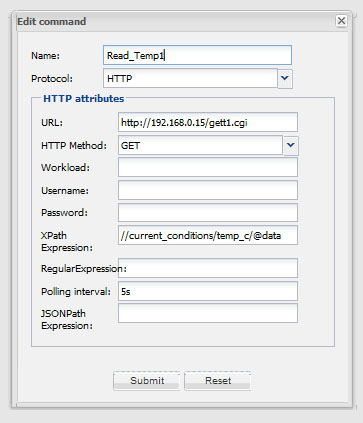 Edit command
Name: Read_Temp1
Protocol: HTTP
HTTP attributes
URL: http://192.168.0.15/gett1.cgi
HTTP Method: GET
Workload:
Username:
Password:
XPath Expression: //current_conditions/temp_c/@data
RegularExpression:
Polling interval: 5s
JSONPath Expression:
Submit Reset